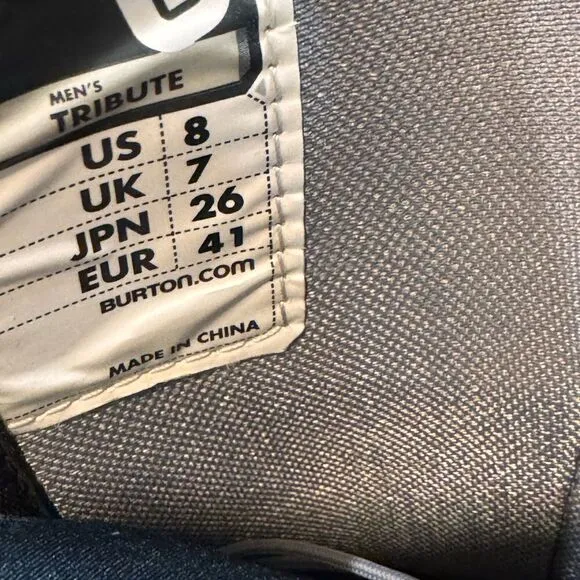 MEN'S
TRIBUTE
US 8
UK 7
JPN 26
EUR 41
BURTON.COM
MADE IN CHINA